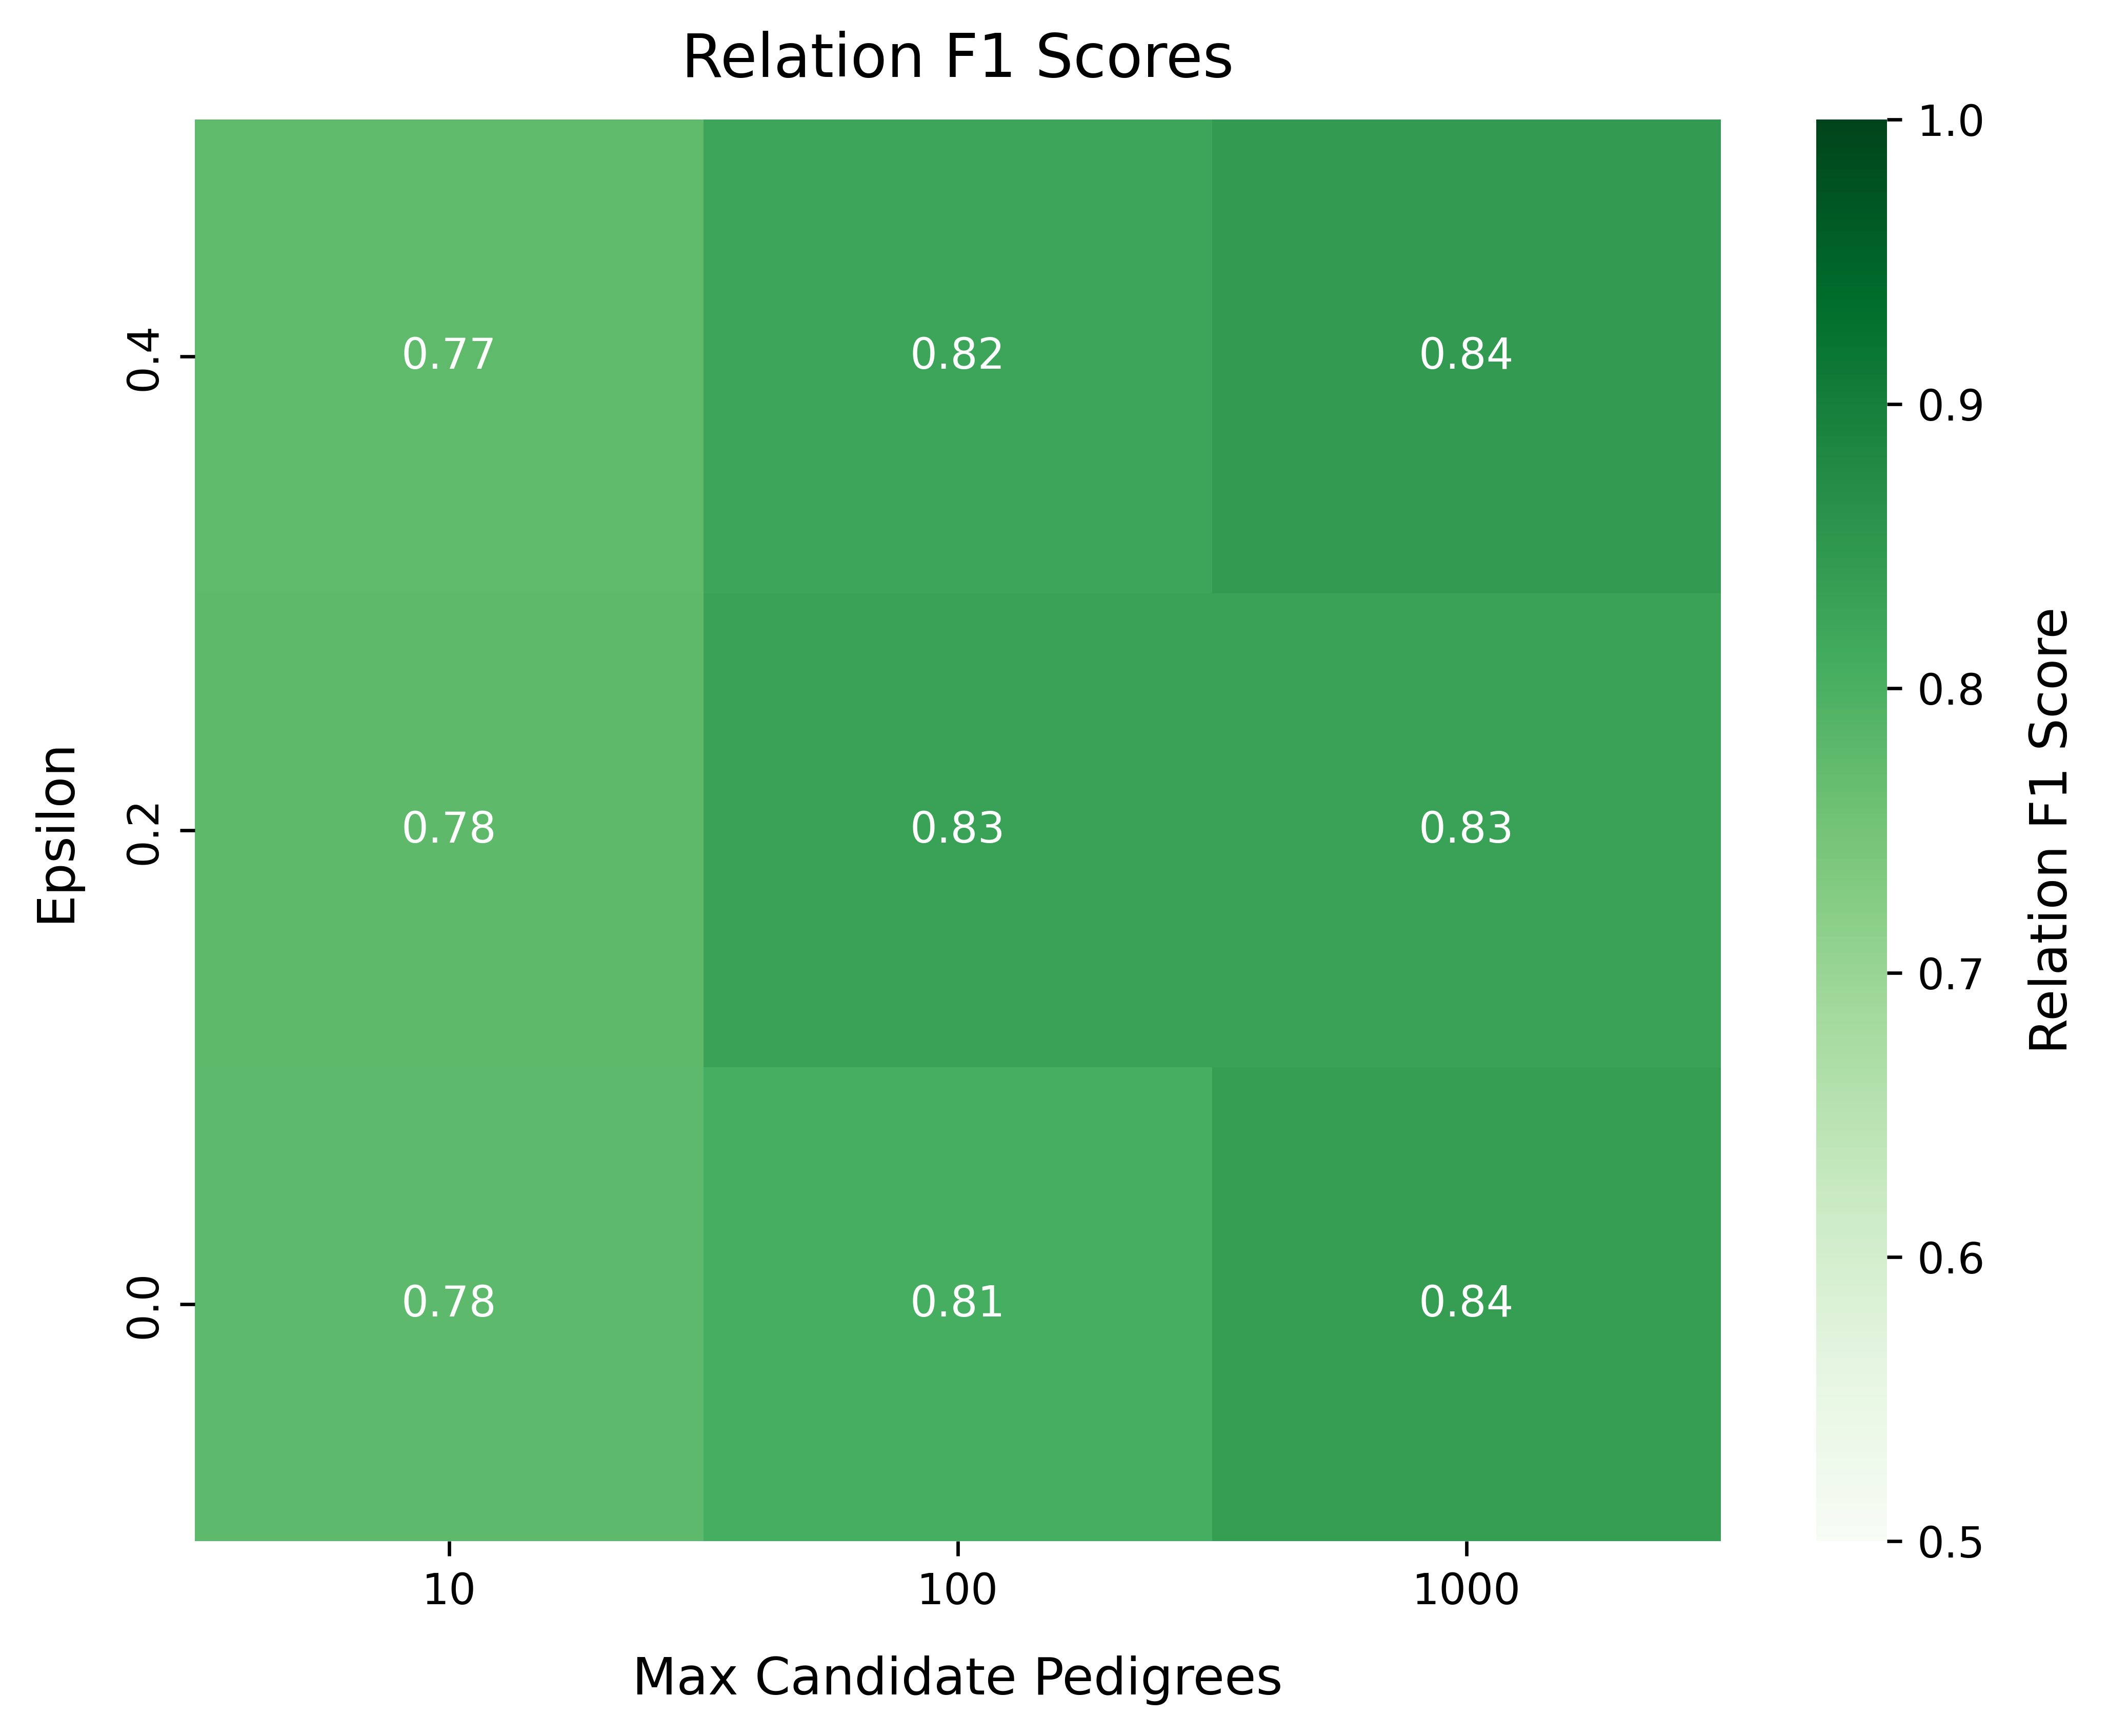 Relation F1 Scores
Epsilon
0.4
0.77 0.82 0.84
0.2
0.78 0.83 0.83
0.0
0.78 0.81 0.84
10 100 1000
Max Candidate Pedigrees
1.0
0.9
0.8
0.7
0.6
0.5
Relation F1 Score